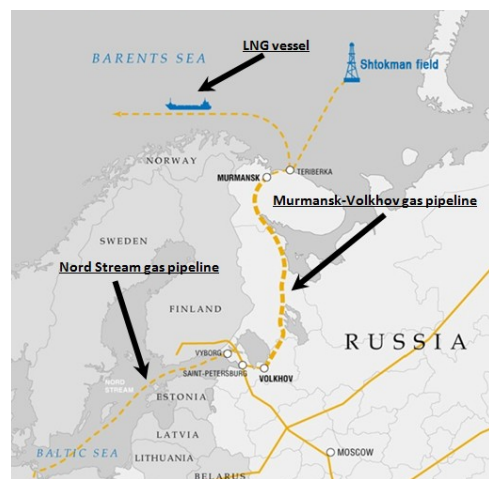 LNG vessel
BARENTS SEA
Shtokman field
NORWAY
MURMANSK
TERIBERKA
Murmansk-Volkhov gas pipeline
SWEDEN
Nord Stream gas pipeline
FINLAND
RUSSIA
VYBORG
SAINT-PETERSBURG
VOLKHOV
NORD
STREAM
ESTONIA
LATVIA
BALTIC SEA
MOSCOW
LITHUANIA
BELARUS